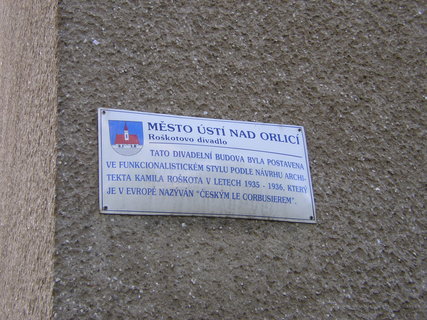 MĚSTO ÚSTÍ NAD ORLICÍ
Roškotovo divadlo
TATO DIVADELNÍ BUDOVA BYLA POSTAVENA
VE FUNKCIONALISTICKÉM STYLU PODLE NÁVRHU ARCHI-
TEKTA KAMILA ROŠKOTA V LETECH 1935 - 1936, KTERÝ
JE V EVROPĚ NAZÝVÁN "ČESKÝM LE CORBUSIEREM".